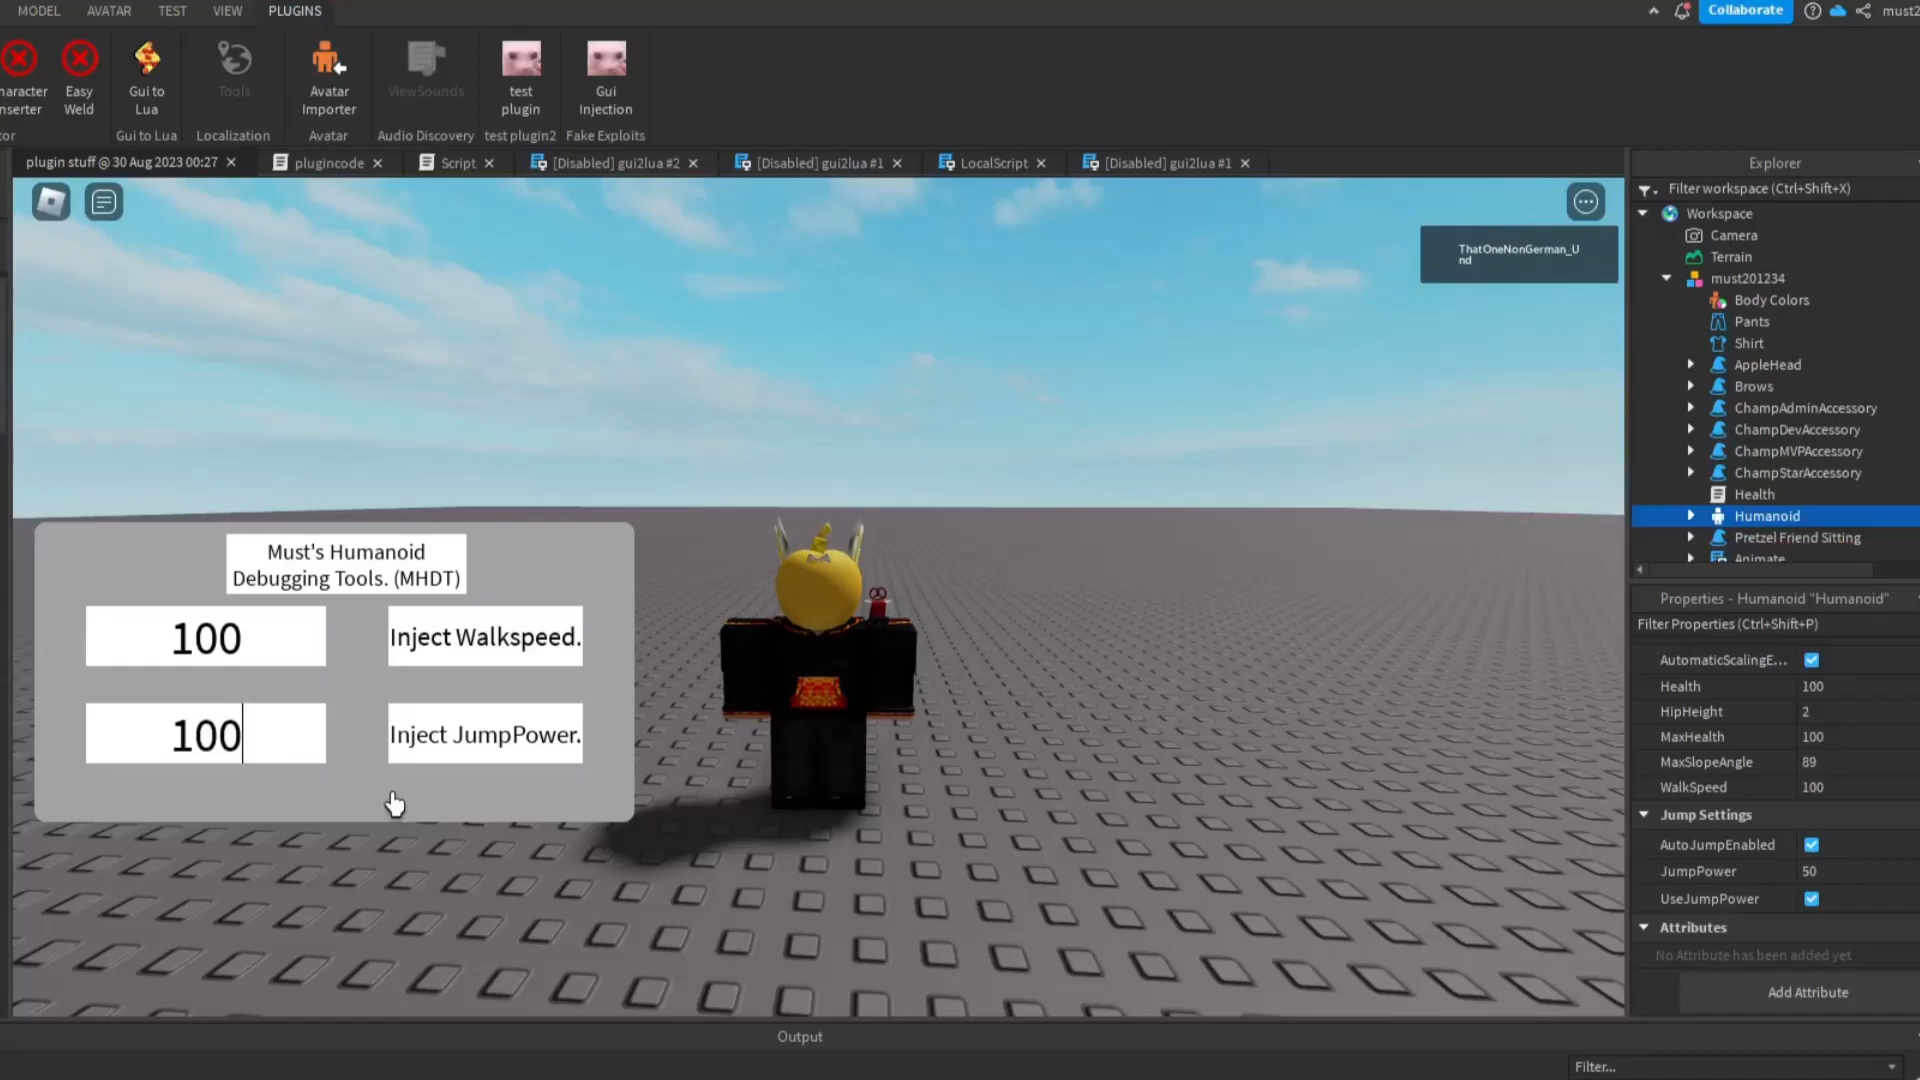 MODEL AVATAR TEST VIEW PLUGINS
Collaborate
must2
haracter
nserter
Easy
Weld
Gui to
Lua
Tools
Avatar
Importer
ViewSounds
test
plugin
Gui
Injection
tor
Gui to Lua
Localization
Avatar
Audio Discovery
test plugin2
Fake Exploits
plugin stuff @ 30 Aug 2023 00:27
plugincode
Script
[Disabled] gui2lua #2
[Disabled] gui2lua #1
LocalScript
[Disabled] gui2lua #1
ThatOneNonGerman_U
nd
Must's Humanoid
Debugging Tools. (MHDT)
100
Inject Walkspeed.
100
Inject JumpPower.
Explorer
Filter workspace (Ctrl+Shift+X)
Workspace
Camera
Terrain
must201234
Body Colors
Pants
Shirt
AppleHead
Brows
ChampAdminAccessory
ChampDevAccessory
ChampMVPAccessory
ChampStarAccessory
Health
Humanoid
Pretzel Friend Sitting
Animate
Properties - Humanoid "Humanoid"
Filter Properties (Ctrl+Shift+P)
AutomaticScalingE...
Health 100
HipHeight 2
MaxHealth 100
MaxSlopeAngle 89
WalkSpeed 100
Jump Settings
AutoJumpEnabled
JumpPower 50
UseJumpPower
Attributes
No Attribute has been added yet
Add Attribute
Output
Filter...